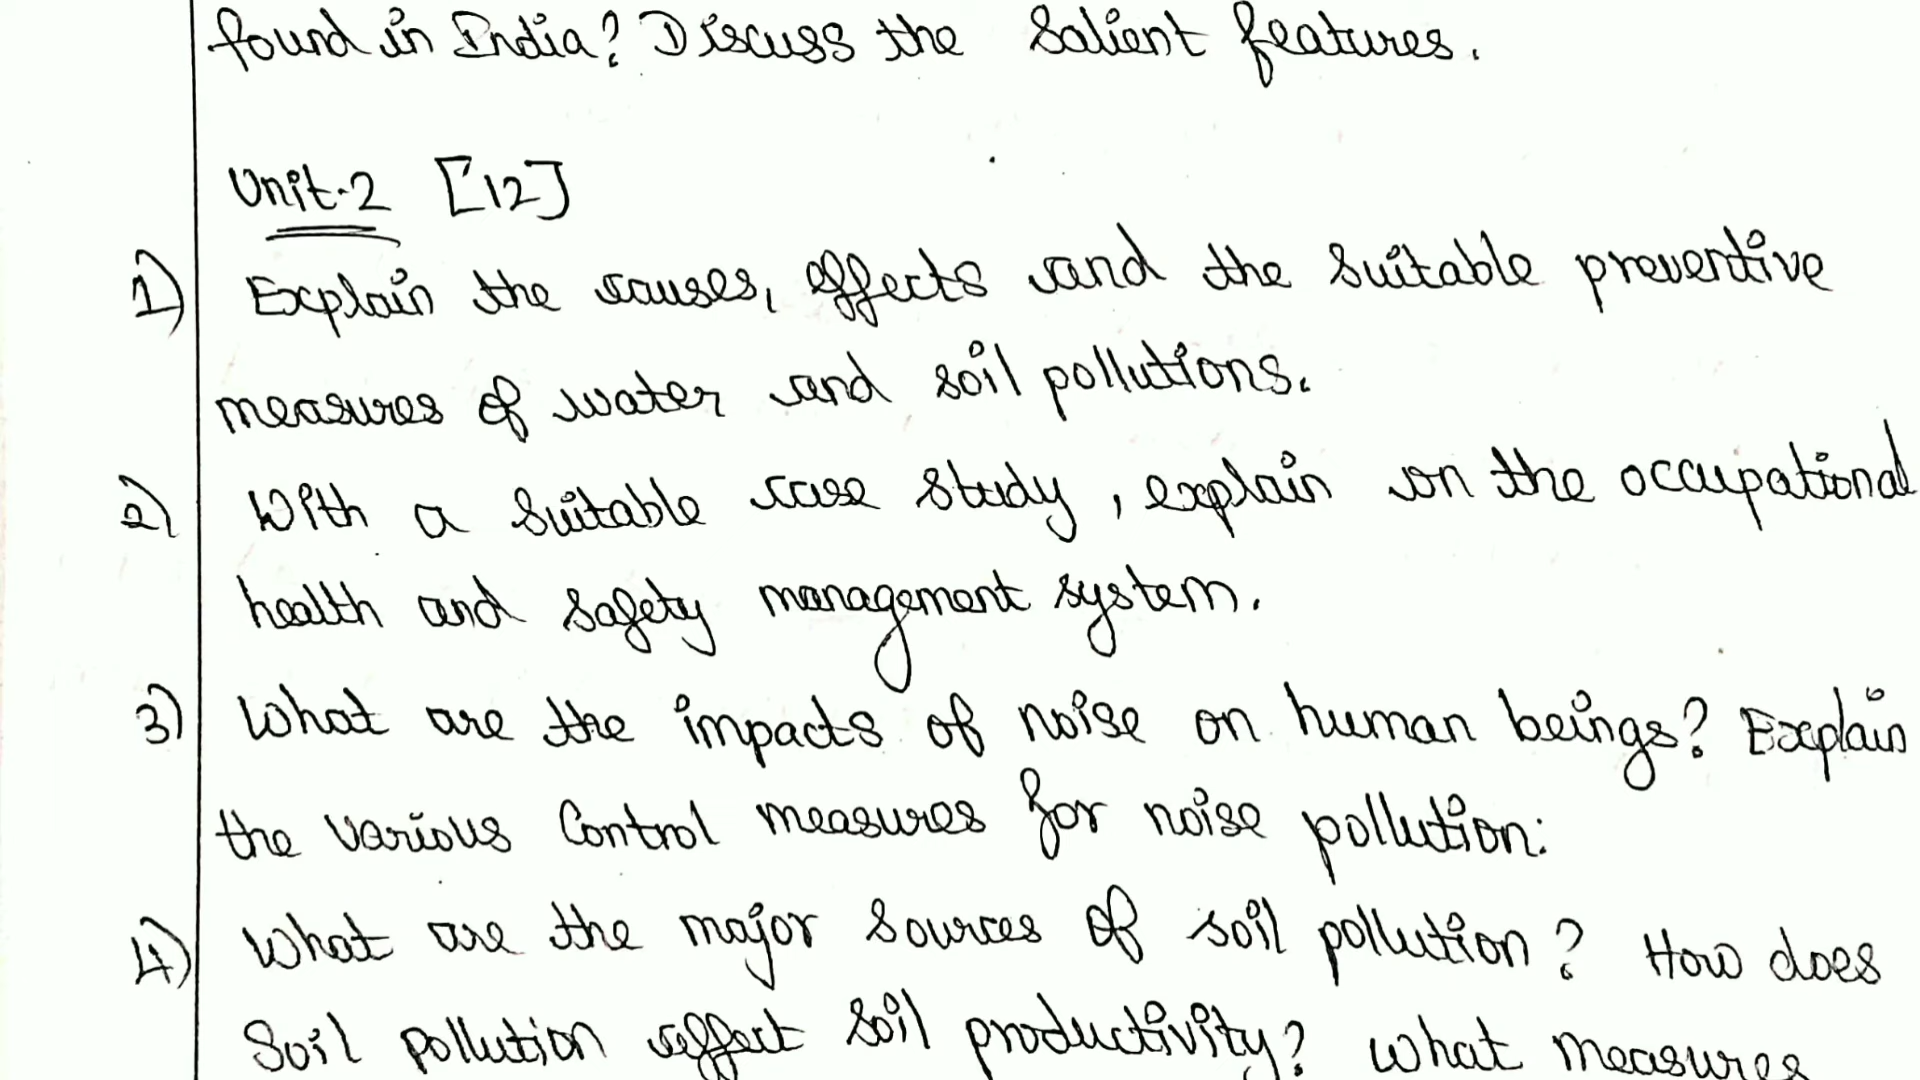 found in India? Discuss the Salient features.
Unit-2 [12]
1) Explain the causes, effects and the suitable preventive
measures of water and soil pollutions.
2) With a suitable case study, explain on the occupational
health and safety management system.
3) What are the impacts of noise on human beings? Explain
the various Control measures for noise pollution:
4) What are the major sources of soil pollution? How does
Soil pollution affect soil productivity? What measures